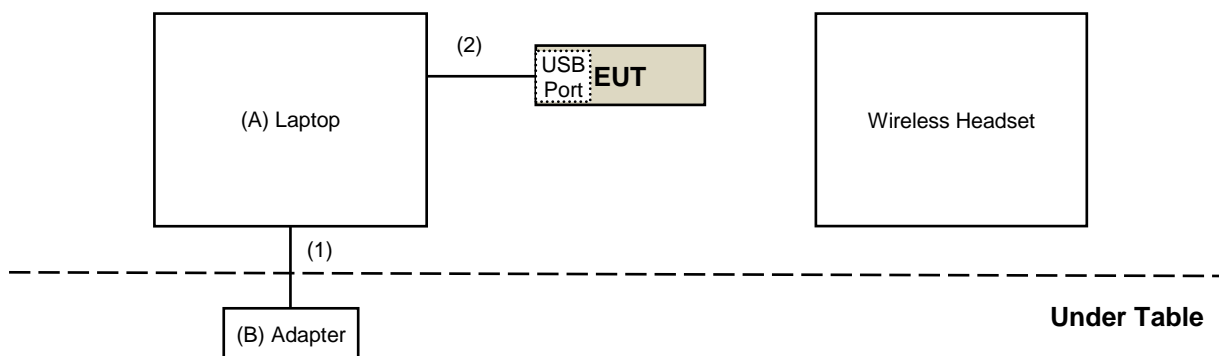 (2)
USB
Port
EUT
(A) Laptop
Wireless Headset
(1)
Under Table
(B) Adapter